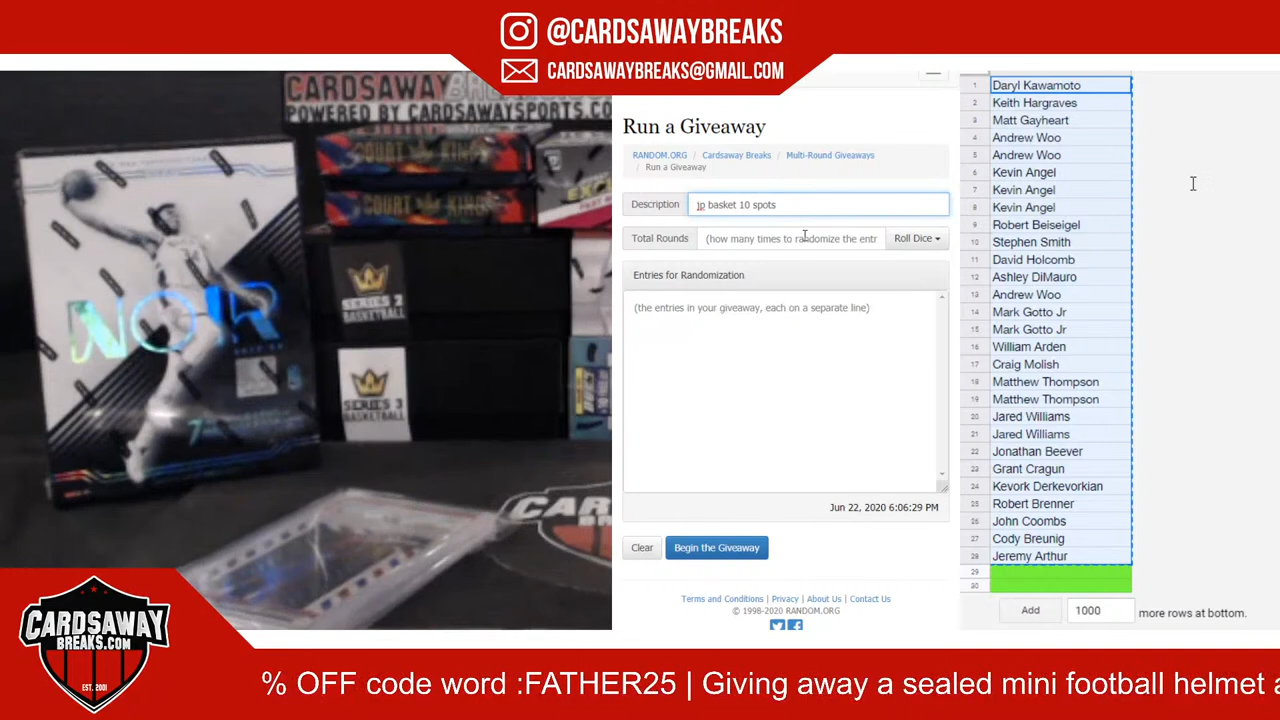 @CARDSAWAYBREAKS
CARDSAWAYBREAKS@GMAIL.COM
CARDSAWAY
POWERED BY CARDSAWAYSPORTS.CO
COURT KINGS
COURT KINGS
NOIR
SERIES 2
BASKETBALL
SERIES 3
BASKETBALL
Run a Giveaway
RANDOM.ORG / Cardsaway Breaks / Multi-Round Giveaways
/ Run a Giveaway
Description jp basket 10 spots
Total Rounds (how many times to randomize the entr Roll Dice
Entries for Randomization
(the entries in your giveaway, each on a separate line)
Jun 22, 2020 6:06:29 PM
Clear Begin the Giveaway
Terms and Conditions | Privacy | About Us | Contact Us
© 1998-2020 RANDOM.ORG
1 Daryl Kawamoto
2 Keith Hargraves
3 Matt Gayheart
4 Andrew Woo
5 Andrew Woo
6 Kevin Angel
7 Kevin Angel
8 Kevin Angel
9 Robert Beiseigel
10 Stephen Smith
11 David Holcomb
12 Ashley DiMauro
13 Andrew Woo
14 Mark Gotto Jr
15 Mark Gotto Jr
16 William Arden
17 Craig Molish
18 Matthew Thompson
19 Matthew Thompson
20 Jared Williams
21 Jared Williams
22 Jonathan Beever
23 Grant Cragun
24 Kevork Derkevorkian
25 Robert Brenner
26 John Coombs
27 Cody Breunig
28 Jeremy Arthur
29
30
Add 1000 more rows at bottom.
CARDSAWAY
BREAKS.COM
EST. 2001
% OFF code word :FATHER25 | Giving away a sealed mini football helmet a